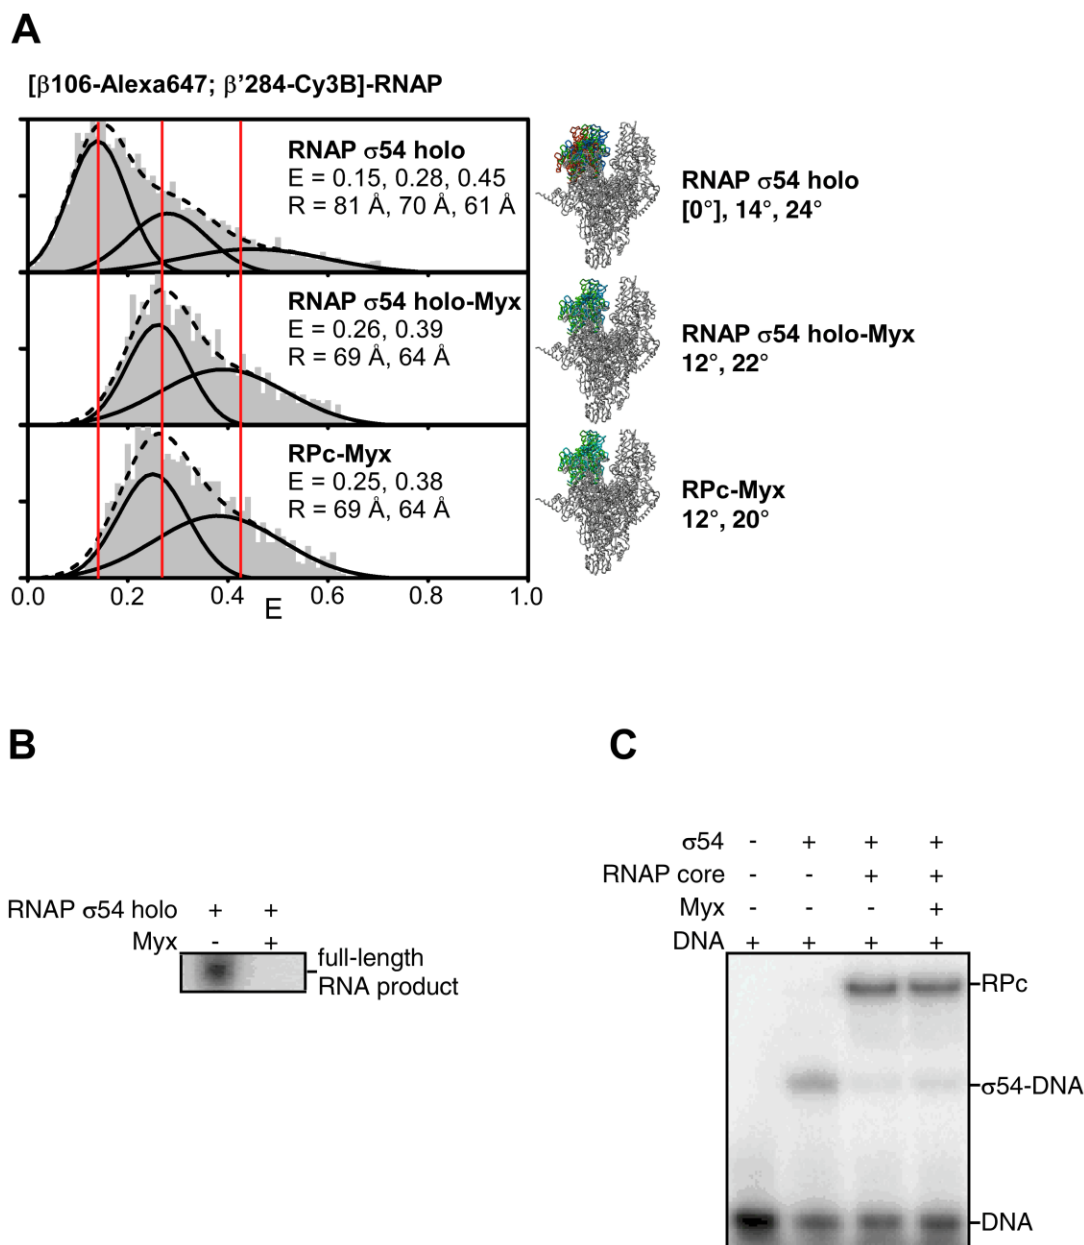 A
[β106-Alexa647; β'284-Cy3B]-RNAP
RNAP σ54 holo
E = 0.15, 0.28, 0.45
R = 81 Å, 70 Å, 61 Å
RNAP σ54 holo
[0°], 14°, 24°
RNAP σ54 holo-Myx
E = 0.26, 0.39
R = 69 Å, 64 Å
RNAP σ54 holo-Myx
12°, 22°
RPc-Myx
E = 0.25, 0.38
R = 69 Å, 64 Å
RPc-Myx
12°, 20°
0.0 0.2 0.4 0.6 0.8 1.0
E
B
RNAP σ54 holo + +
Myx - +
full-length
RNA product
C
σ54 - + + +
RNAP core - - + +
Myx - - - +
DNA + + + +
RPc
σ54-DNA
DNA